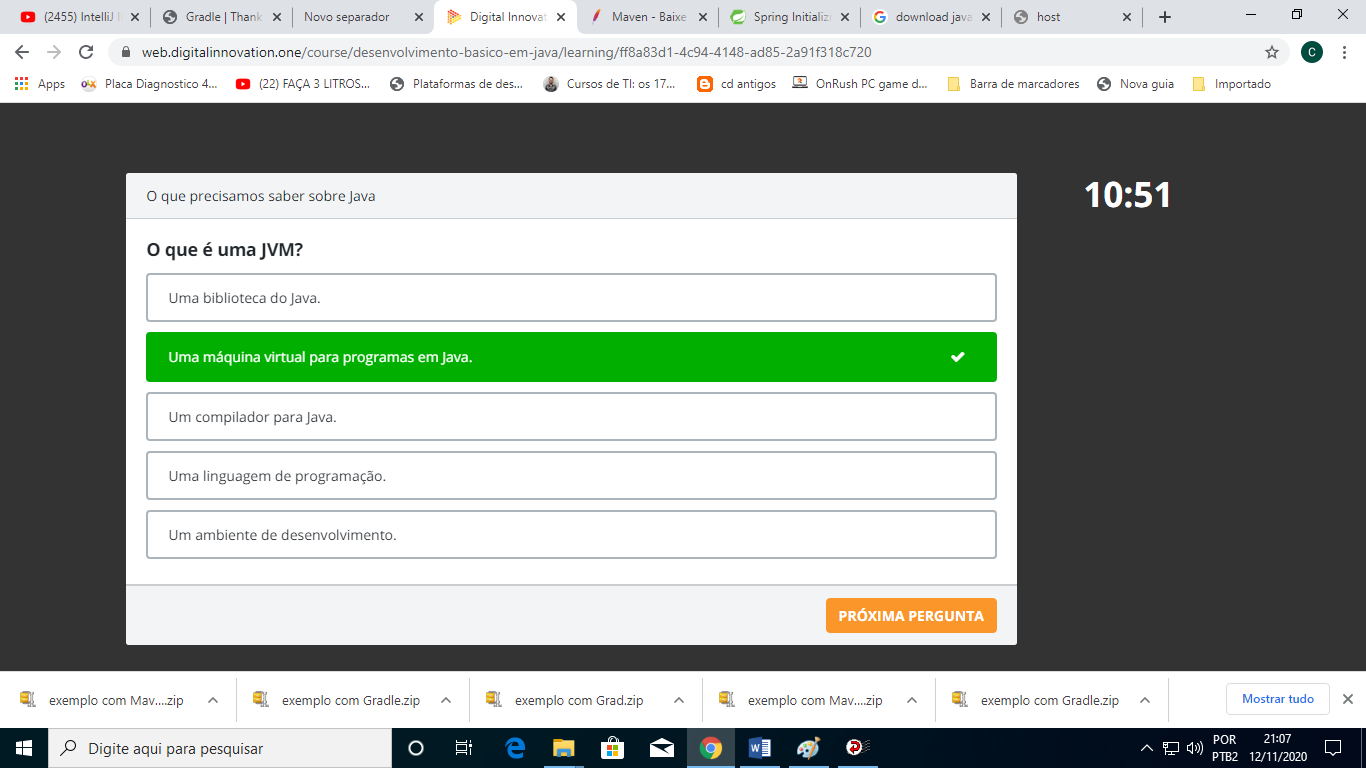 (2455) IntelliJ I
Gradle | Thank
Novo separador
Digital Innovat
Maven - Baixe
Spring Initializ
download java
host
web.digitalinnovation.one/course/desenvolvimento-basico-em-java/learning/ff8a83d1-4c94-4148-ad85-2a91f318c720
C
Apps
Placa Diagnostico 4...
(22) FAÇA 3 LITROS...
Plataformas de des...
Cursos de TI: os 17...
cd antigos
OnRush PC game d...
Barra de marcadores
Nova guia
Importado
O que precisamos saber sobre Java
10:51
O que é uma JVM?
Uma biblioteca do Java.
Uma máquina virtual para programas em Java.
Um compilador para Java.
Uma linguagem de programação.
Um ambiente de desenvolvimento.
PRÓXIMA PERGUNTA
exemplo com Mav....zip
exemplo com Gradle.zip
exemplo com Grad.zip
exemplo com Mav....zip
exemplo com Gradle.zip
Mostrar tudo
Digite aqui para pesquisar
POR
PTB2
21:07
12/11/2020